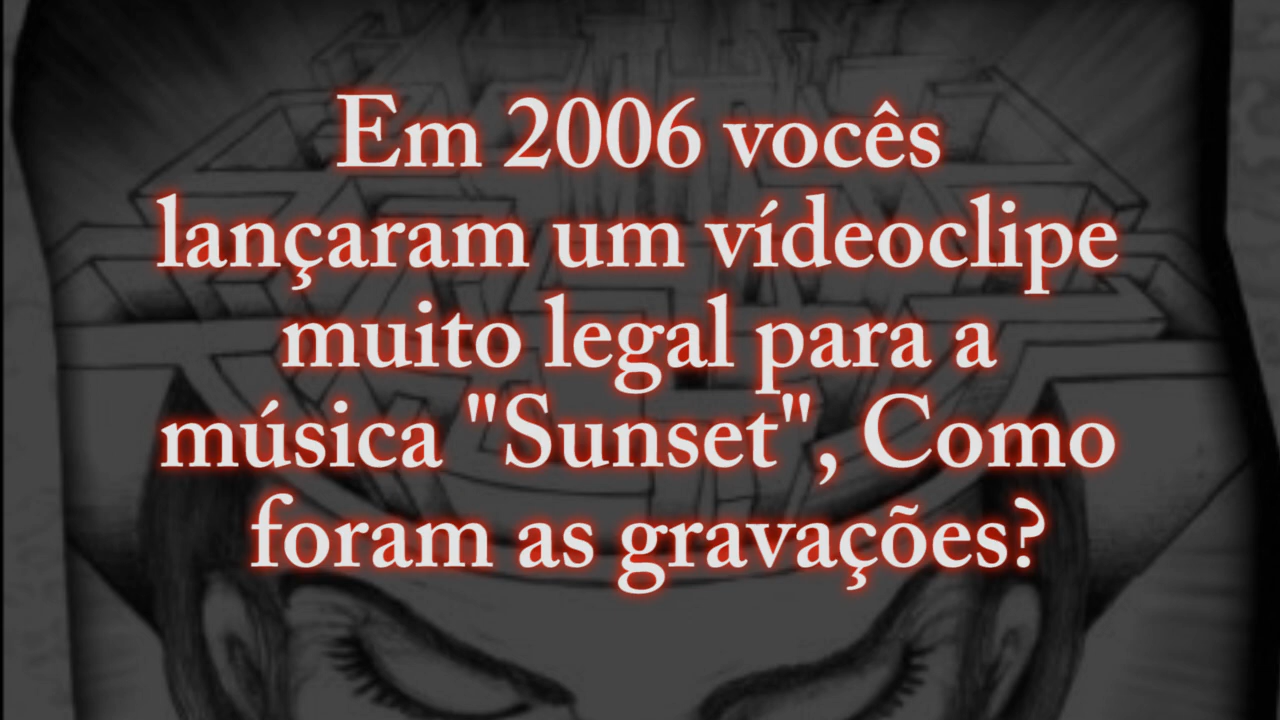 Em 2006 vocês
lançaram um vídeoclipe
muito legal para a
música "Sunset", Como
foram as gravações?